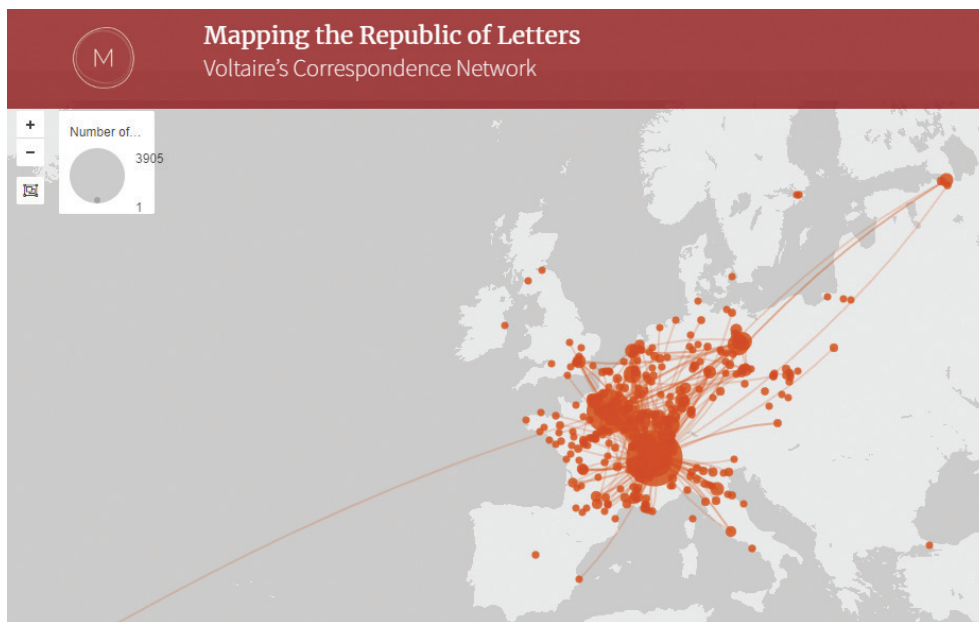 M
Mapping the Republic of Letters
Voltaire's Correspondence Network
+
−
Number of...
3905
1